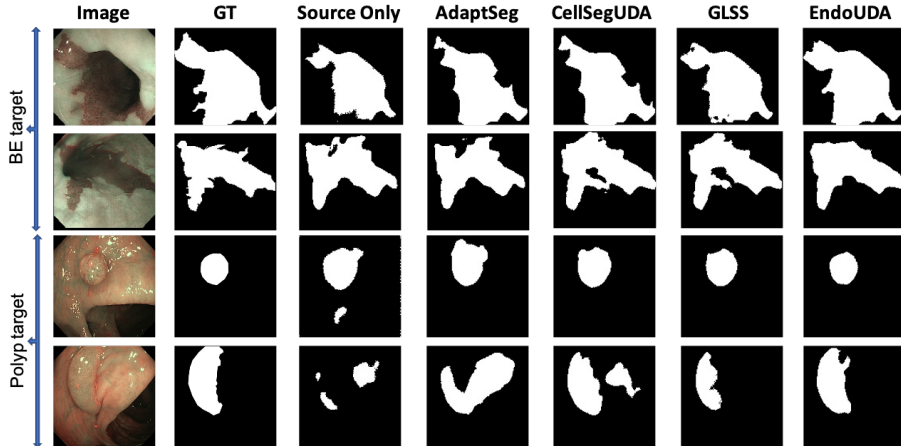 Image GT Source Only AdaptSeg CellSegUDA GLSS EndoUDA
BE target
Polyp target